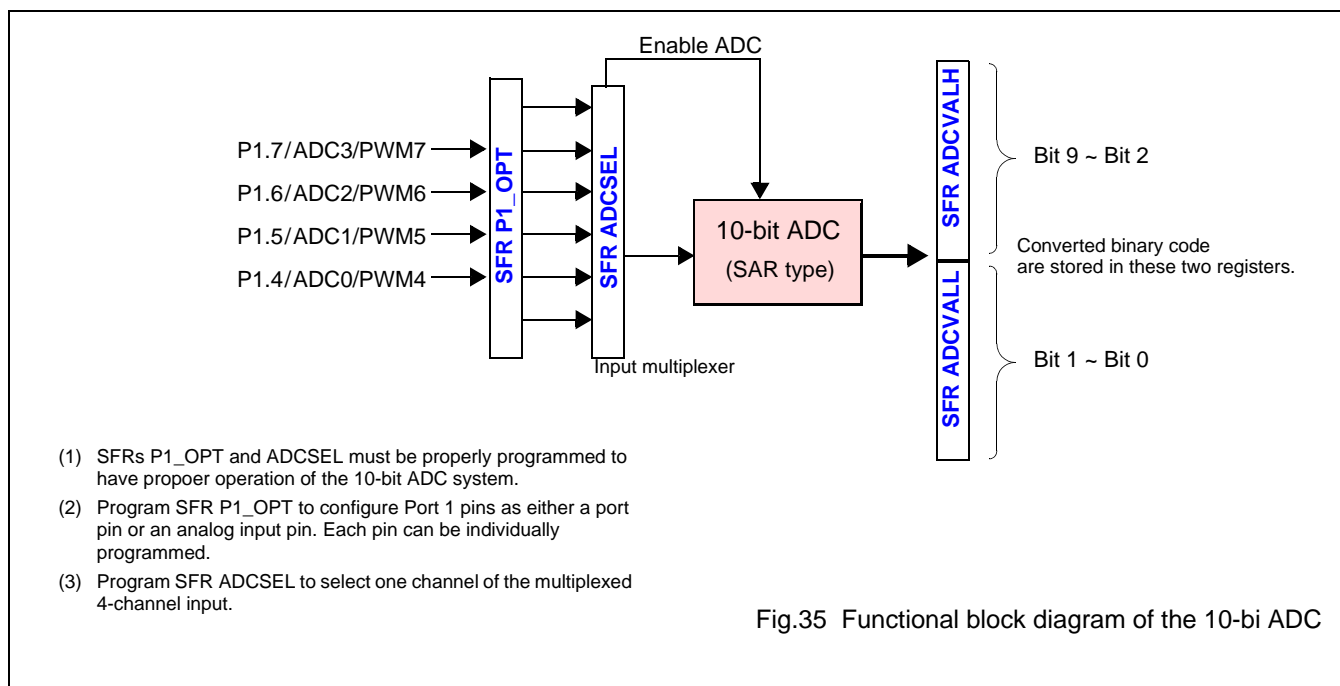 Enable ADC
P1.7/ADC3/PWM7
P1.6/ADC2/PWM6
P1.5/ADC1/PWM5
P1.4/ADC0/PWM4
SFR P1_OPT
SFR ADCSEL
Input multiplexer
10-bit ADC
(SAR type)
SFR ADCVALH
SFR ADCVALL
Bit 9 ~ Bit 2
Converted binary code
are stored in these two registers.
Bit 1 ~ Bit 0
(1) SFRs P1_OPT and ADCSEL must be properly programmed to
have propoer operation of the 10-bit ADC system.
(2) Program SFR P1_OPT to configure Port 1 pins as either a port
pin or an analog input pin. Each pin can be individually
programmed.
(3) Program SFR ADCSEL to select one channel of the multiplexed
4-channel input.
Fig.35 Functional block diagram of the 10-bi ADC